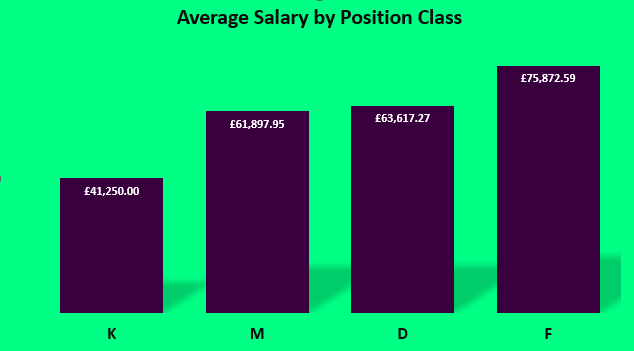 Average Salary by Position Class
£75,872.59
£61,897.95
£63,617.27
£41,250.00
K M D F